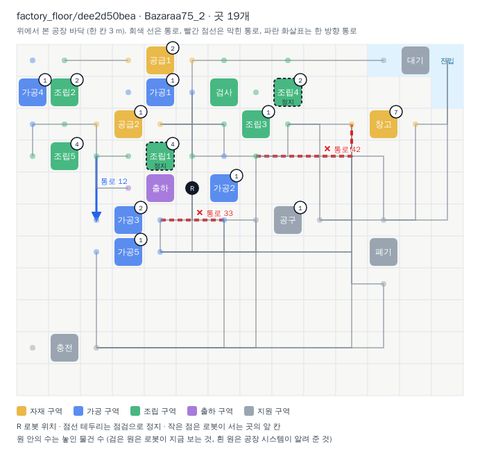 factory_floor/dee2d50bea · Bazaraa75_2 · 곳 19개
위에서 본 공장 바닥 (한 칸 3 m). 회색 선은 통로, 빨간 점선은 막힌 통로, 파란 화살표는 한 방향 통로
2
공급1
대기
전립
1
2
1
2
가공4
조립2
가공1
검사
조립4
정지
2
1
7
공급2
조립3
창고
4
4
✕ 통로 42
조립5
조립1
정지
통로 12
1
출하
R
가공2
2
✕ 통로 33
1
가공3
공구
1
가공5
폐기
충전
자재 구역
가공 구역
조립 구역
출하 구역
지원 구역
R 로봇 위치 · 점선 테두리는 점검으로 정지 · 작은 점은 로봇이 서는 곳의 앞 칸
원 안의 수는 놓인 물건 수 (검은 원은 로봇이 지금 보는 것, 흰 원은 공장 시스템이 알려 준 것)